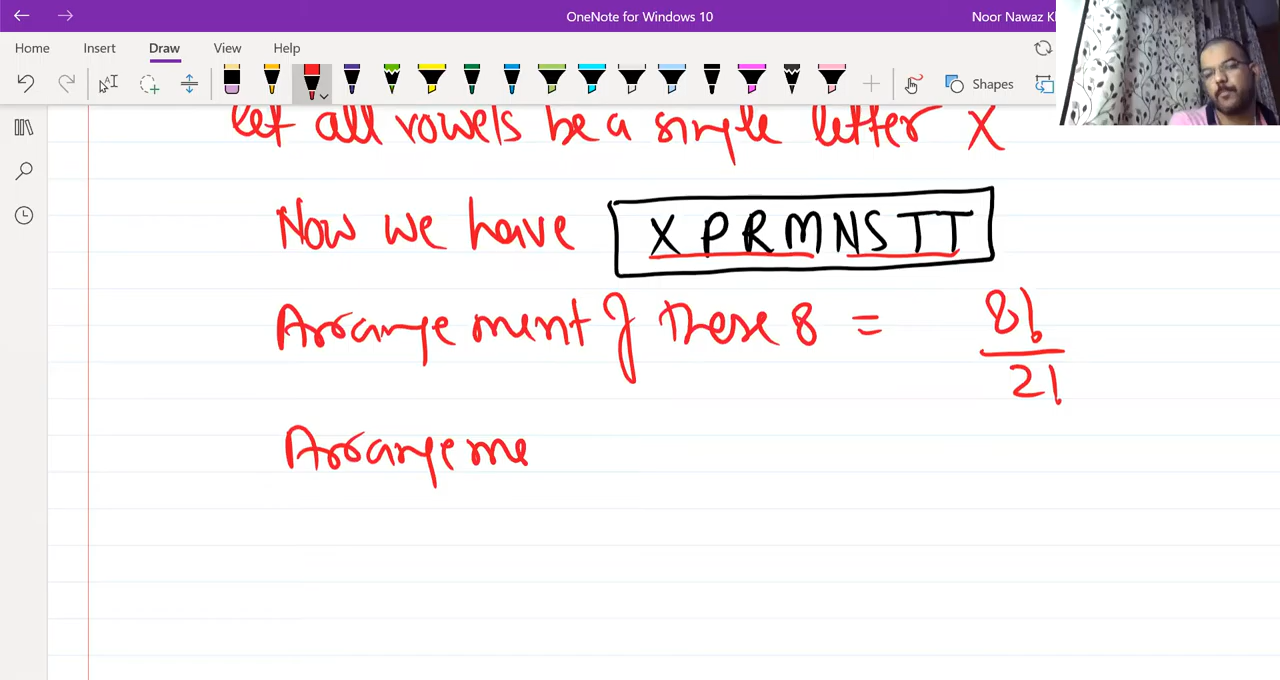 OneNote for Windows 10
Noor Nawaz Kh
Home Insert Draw View Help
Shapes
let all vowels be a single letter X
Now we have X P R M N S T T
Arrangement of these 8 = 8!
2!
Arrangeme